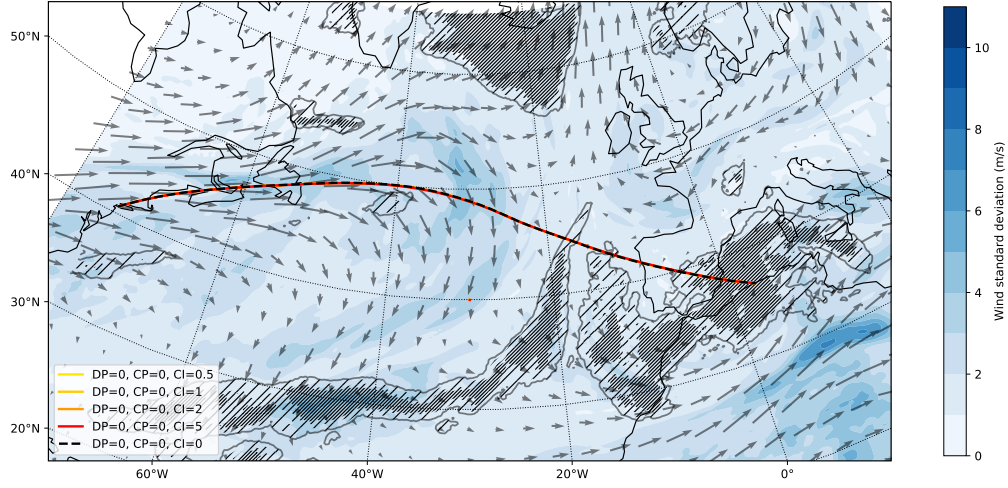 50°N
40°N
30°N
20°N
60°W
40°W
20°W
0°
DP=0, CP=0, CI=0.5
DP=0, CP=0, CI=1
DP=0, CP=0, CI=2
DP=0, CP=0, CI=5
DP=0, CP=0, CI=0
10
8
6
4
2
0
Wind standard deviation (m/s)